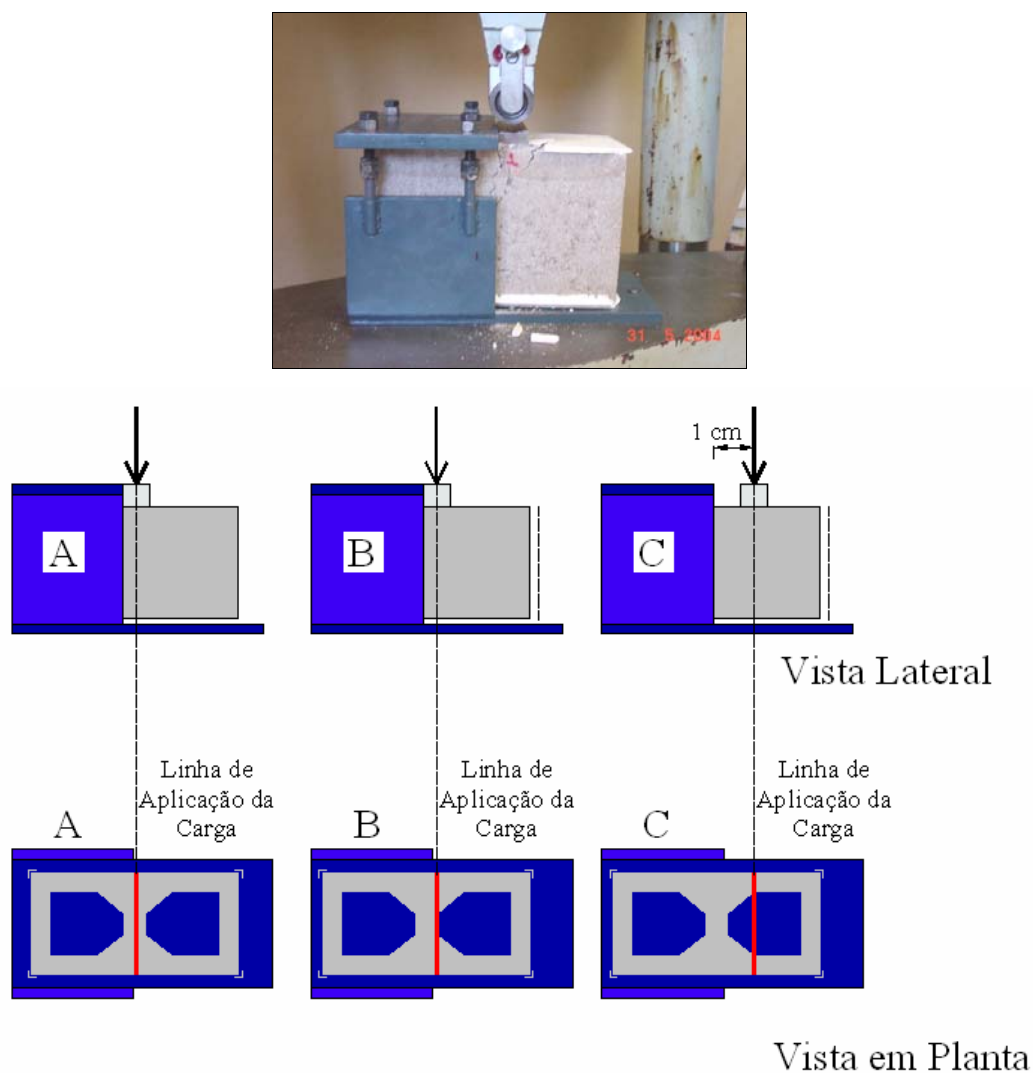 31 5 2004
1 cm
A
B
C
Vista Lateral
Linha de
Aplicação da
Carga
Linha de
Aplicação da
Carga
Linha de
Aplicação da
Carga
A
B
C
Vista em Planta